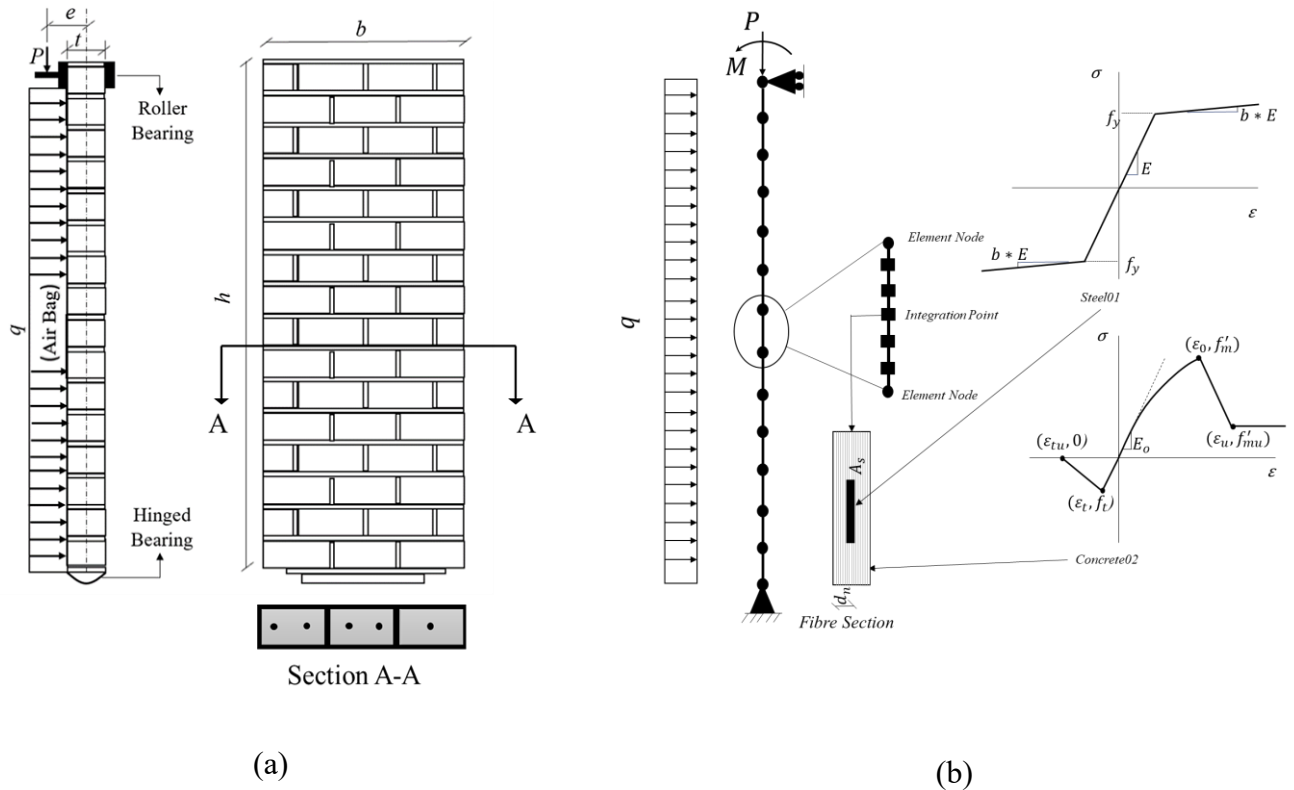 e
t
P
b
Roller
Bearing
q
(Air Bag)
h
A
A
Hinged
Bearing
Section A-A
(a)
P
M
q
σ
f_y
b * E
E
ε
b * E
f_y
Steel01
Element Node
Integration Point
Element Node
σ
(ε_0, f'_m)
E_o
(ε_u, f'_mu)
(ε_tu, 0)
ε
(ε_t, f_t)
A_s
d_n
Concrete02
Fibre Section
(b)